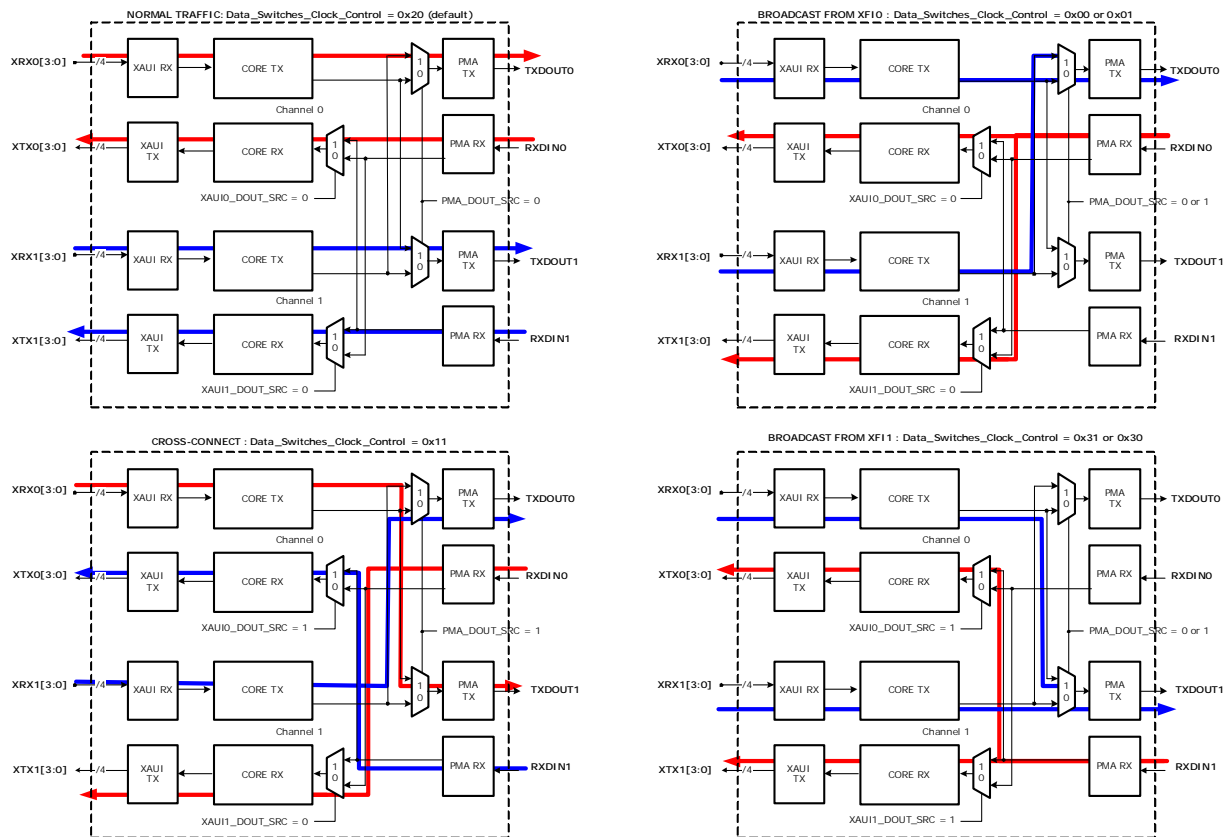 NORMAL TRAFFIC: Data_Switches_Clock_Control = 0x20 (default)
XRX0[3:0]
/4
XAUI RX
CORE TX
1
0
PMA
TX
TXDOUT0
Channel 0
XTX0[3:0]
/4
XAUI
TX
CORE RX
1
0
PMA RX
RXDIN0
XAUI0_DOUT_SRC = 0
PMA_DOUT_SRC = 0
XRX1[3:0]
/4
XAUI RX
CORE TX
1
0
PMA
TX
TXDOUT1
Channel 1
XTX1[3:0]
/4
XAUI
TX
CORE RX
1
0
PMA RX
RXDIN1
XAUI1_DOUT_SRC = 0
BROADCAST FROM XFI0 : Data_Switches_Clock_Control = 0x00 or 0x01
XRX0[3:0]
/4
XAUI RX
CORE TX
1
0
PMA
TX
TXDOUT0
Channel 0
XTX0[3:0]
/4
XAUI
TX
CORE RX
1
0
PMA RX
RXDIN0
XAUI0_DOUT_SRC = 0
PMA_DOUT_SRC = 0 or 1
XRX1[3:0]
/4
XAUI RX
CORE TX
1
0
PMA
TX
TXDOUT1
Channel 1
XTX1[3:0]
/4
XAUI
TX
CORE RX
1
0
PMA RX
RXDIN1
XAUI1_DOUT_SRC = 0
CROSS-CONNECT : Data_Switches_Clock_Control = 0x11
XRX0[3:0]
/4
XAUI RX
CORE TX
1
0
PMA
TX
TXDOUT0
Channel 0
XTX0[3:0]
/4
XAUI
TX
CORE RX
1
0
PMA RX
RXDIN0
XAUI0_DOUT_SRC = 1
PMA_DOUT_SRC = 1
XRX1[3:0]
/4
XAUI RX
CORE TX
1
0
PMA
TX
TXDOUT1
Channel 1
XTX1[3:0]
/4
XAUI
TX
CORE RX
1
0
PMA RX
RXDIN1
XAUI1_DOUT_SRC = 0
BROADCAST FROM XFI1 : Data_Switches_Clock_Control = 0x31 or 0x30
XRX0[3:0]
/4
XAUI RX
CORE TX
1
0
PMA
TX
TXDOUT0
Channel 0
XTX0[3:0]
/4
XAUI
TX
CORE RX
1
0
PMA RX
RXDIN0
XAUI0_DOUT_SRC = 1
PMA_DOUT_SRC = 0 or 1
XRX1[3:0]
/4
XAUI RX
CORE TX
1
0
PMA
TX
TXDOUT1
Channel 1
XTX1[3:0]
/4
XAUI
TX
CORE RX
1
0
PMA RX
RXDIN1
XAUI1_DOUT_SRC = 1